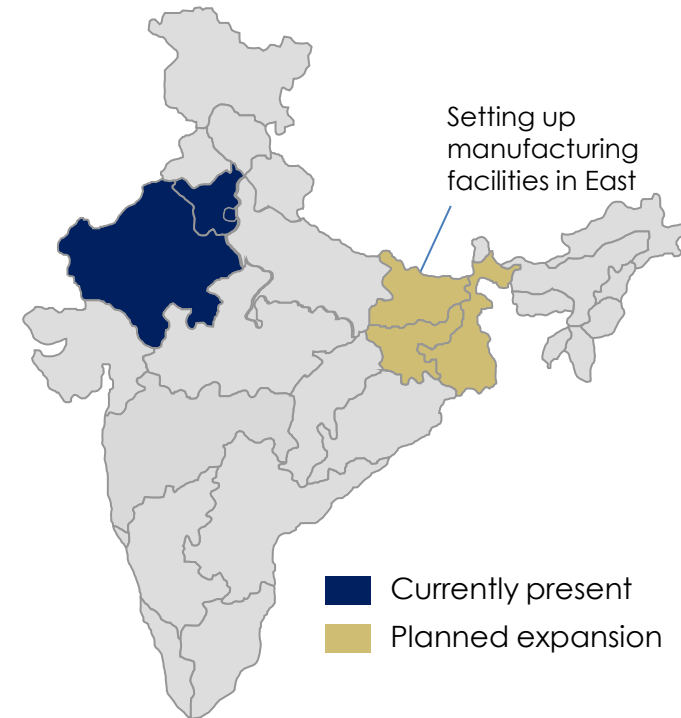 Setting up
manufacturing
facilities in East
Currently present
Planned expansion